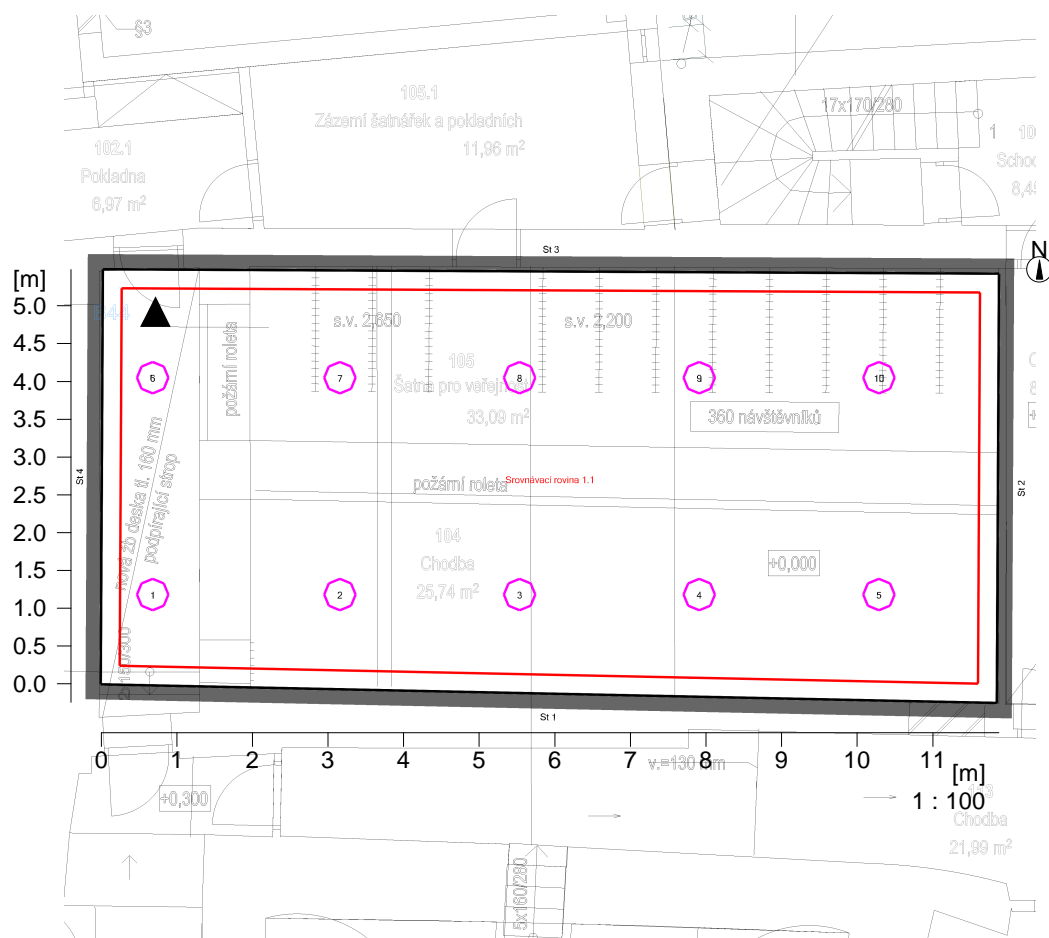 §3
105.1
Zázemí šatnářek a pokladních
11,96 m²
17x170/280
1
10
Schoc
102.1
Pokladna
6,97 m²
St 3
N
[m]
5.0
4.5
4.0
3.5
3.0
2.5
2.0
1.5
1.0
0.5
0.0
s.v. 2,650
s.v. 2,200
požární roleta
105
Šatna pro veřejnost
33,09 m²
6
7
8
9
10
360 návštěvníků
nová žb deska tl. 160 mm
podpírající strop
požární roleta
Srovnávací rovina 1.1
St 4
St 2
104
Chodba
25,74 m²
+0,000
1
2
3
4
5
St 1
0
1
2
3
4
5
6
7
8
9
10
11
[m]
1 : 100
v.=130 mm
+0,300
Chodba
21,99 m²
5x160/280